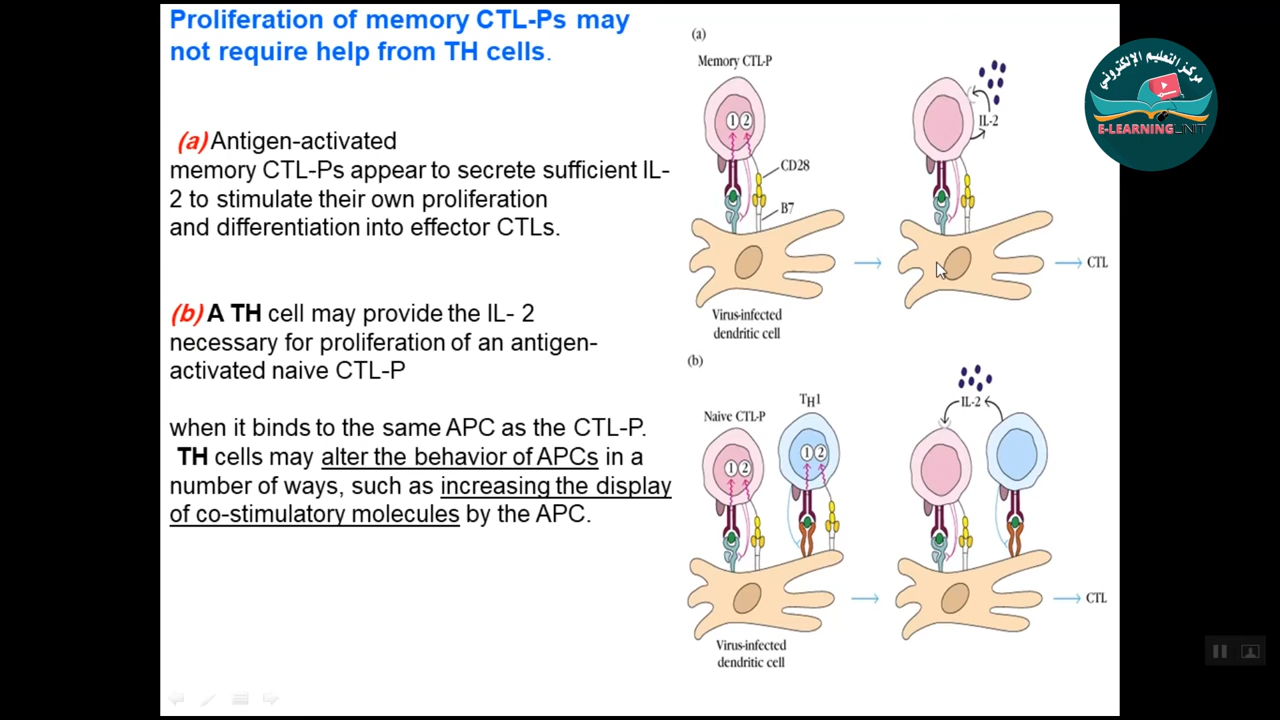 Proliferation of memory CTL-Ps may
not require help from TH cells.
(a) Antigen-activated
memory CTL-Ps appear to secrete sufficient IL-
2 to stimulate their own proliferation
and differentiation into effector CTLs.
(b) A TH cell may provide the IL- 2
necessary for proliferation of an antigen-
activated naive CTL-P
when it binds to the same APC as the CTL-P.
TH cells may alter the behavior of APCs in a
number of ways, such as increasing the display
of co-stimulatory molecules by the APC.
(a)
Memory CTL-P
1 2
IL-2
CD28
B7
CTL
Virus-infected
dendritic cell
(b)
TH1
Naive CTL-P
IL-2
1 2
1 2
CTL
Virus-infected
dendritic cell
مركز التعليم الإلكتروني
E-LEARNING UNIT